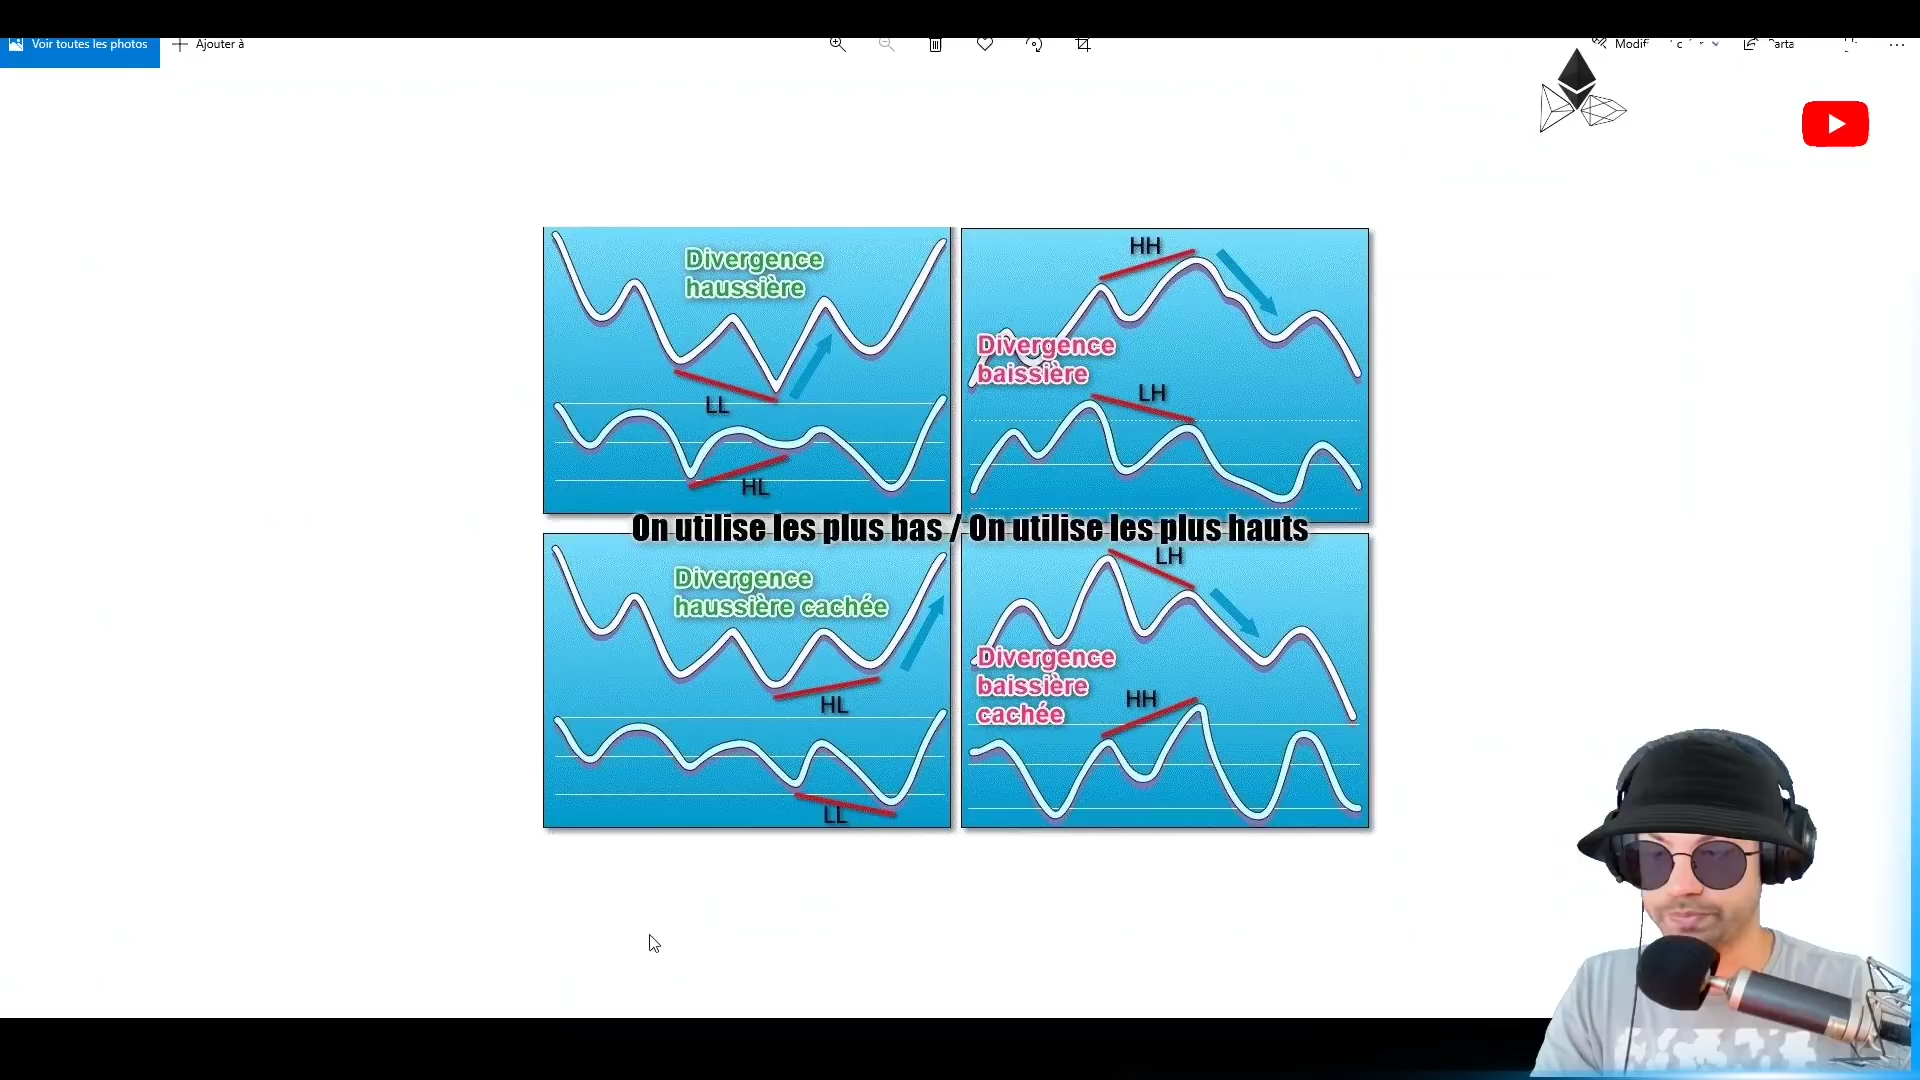 Voir toutes les photos
Ajouter à
Divergence
haussière
LL
HL
HH
Divergence
baissière
LH
On utilise les plus bas / On utilise les plus hauts
Divergence
haussière cachée
HL
LL
LH
Divergence
baissière
cachée
HH